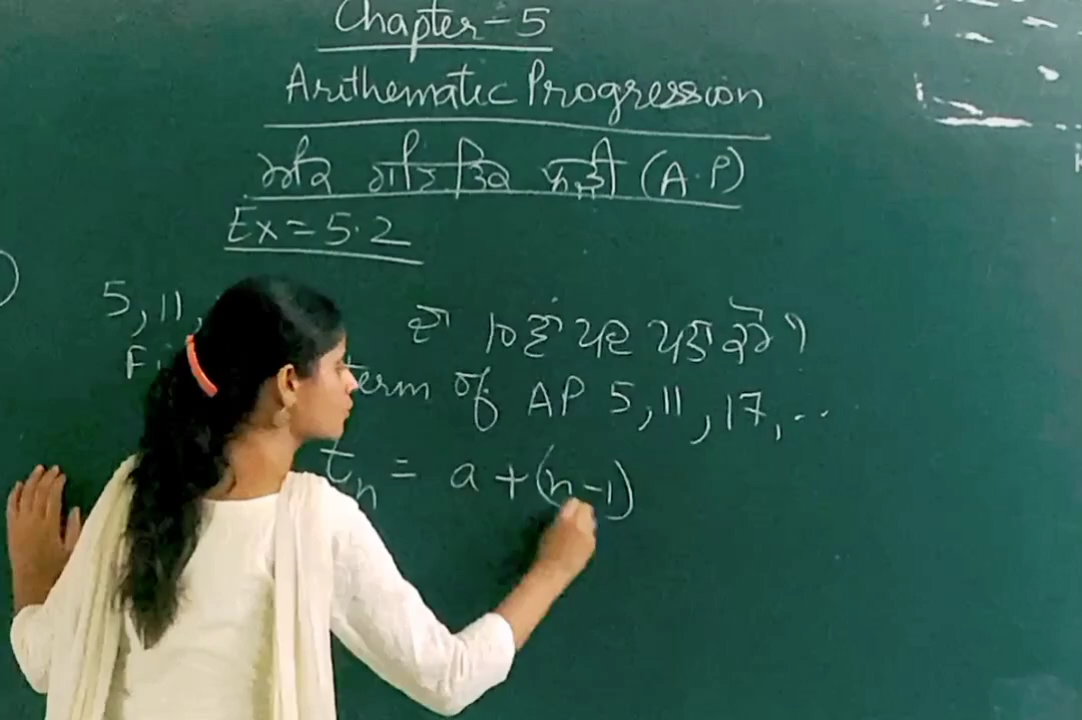 Chapter-5
Arithematic Progression
ਅੰਕ ਗਣਿਤਿਕ ਲੜੀ (A.P)
Ex = 5.2
5, 11,
ਦਾ 10ਵਾਂ ਪਦ ਪਤਾ ਕਰੋ?
term of AP 5, 11, 17, ...
tn = a + (n-1)